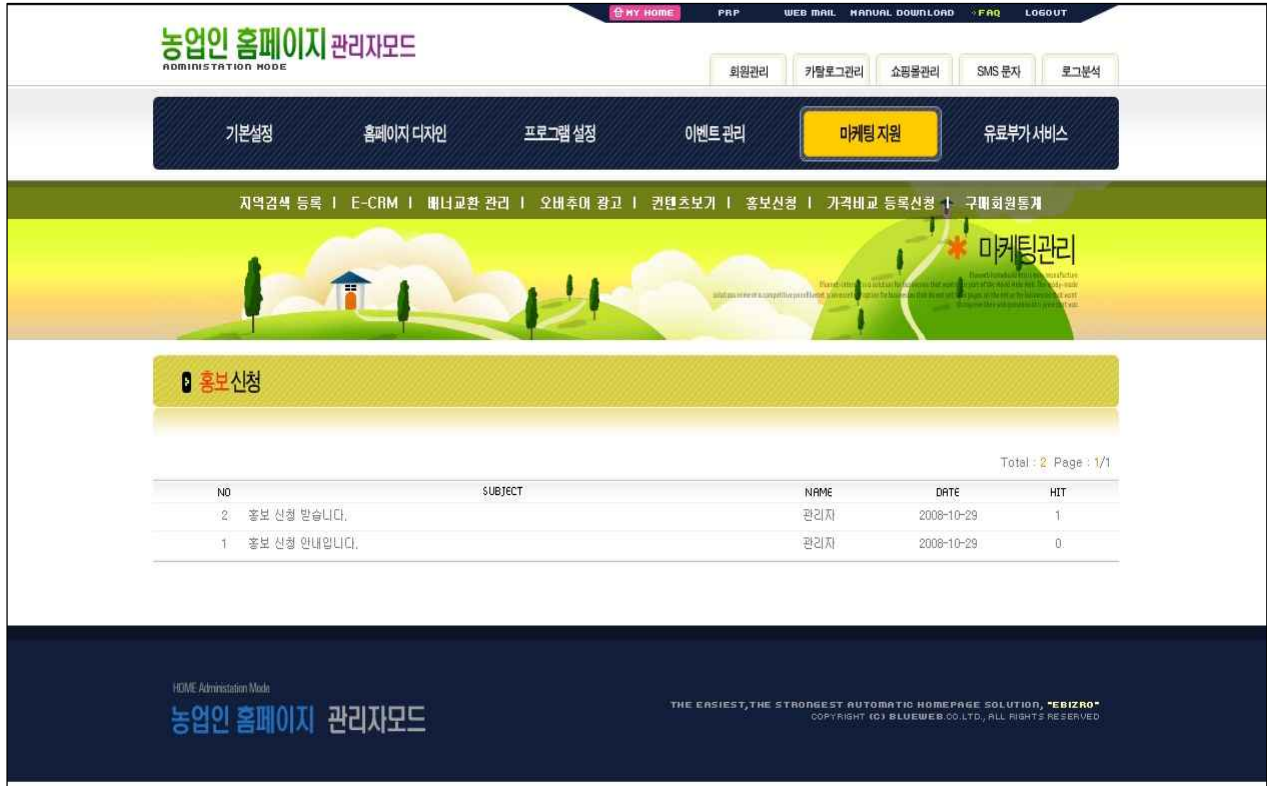 MY HOME PRP WEB MAIL MANUAL DOWNLOAD FAQ LOGOUT
농업인 홈페이지 관리자모드
ADMINISTATION MODE
회원관리 카탈로그관리 쇼핑몰관리 SMS 문자 로그분석
기본설정 홈페이지 디자인 프로그램 설정 이벤트 관리 마케팅 지원 유료부가 서비스
지역검색 등록 | E-CRM | 배너교환 관리 | 오버추어 광고 | 컨텐츠보기 | 홍보신청 | 가격비교 등록신청 | 구매회원통계
마케팅관리
홍보신청
Total : 2 Page : 1/1
NO SUBJECT NAME DATE HIT
2 홍보 신청 받습니다. 관리자 2008-10-29 1
1 홍보 신청 안내입니다. 관리자 2008-10-29 0
HOME Administation Mode
농업인 홈페이지 관리자모드
THE EASIEST,THE STRONGEST AUTOMATIC HOMEPAGE SOLUTION, "EBIZRO"
COPYRIGHT (C) BLUEWEB.CO.LTD., ALL RIGHTS RESERVED